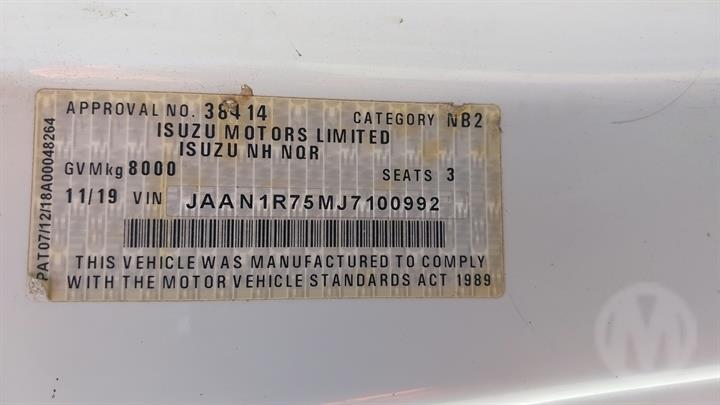 APPROVAL NO. 38414 CATEGORY NB2
ISUZU MOTORS LIMITED
ISUZU NH NQR
GVMkg 8000 SEATS 3
11/19 VIN JAAN1R75MJ7100992
THIS VEHICLE WAS MANUFACTURED TO COMPLY
WITH THE MOTOR VEHICLE STANDARDS ACT 1989
PAT07/12/18A00048264
M